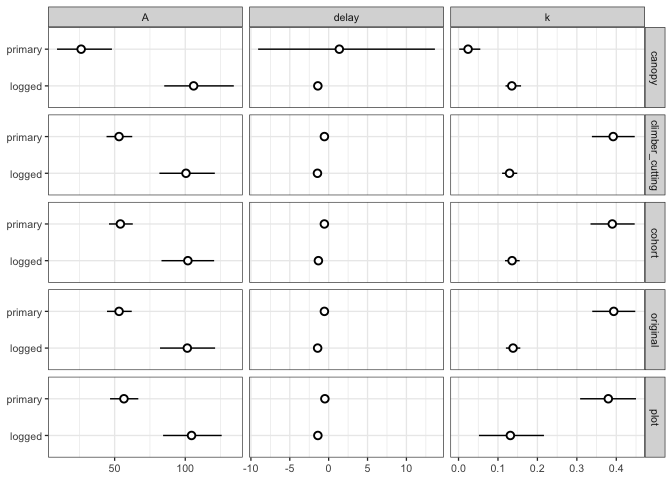 A delay k
primary
logged
canopy
primary
logged
climber_cutting
primary
logged
cohort
primary
logged
original
primary
logged
plot
50 100 -10 -5 0 5 10 0.0 0.1 0.2 0.3 0.4